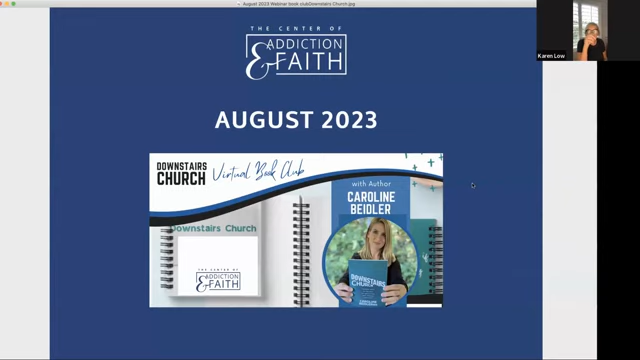 August 2023 Webinar book clubDownstairs Church.jpg
Karen Low
THE CENTER OF
ADDICTION
& FAITH
AUGUST 2023
DOWNSTAIRS
CHURCH
Virtual Book Club
with Author
CAROLINE
BEIDLER
Downstairs Church
THE CENTER OF
ADDICTION
& FAITH
DOWNSTAIRS
CHURCH